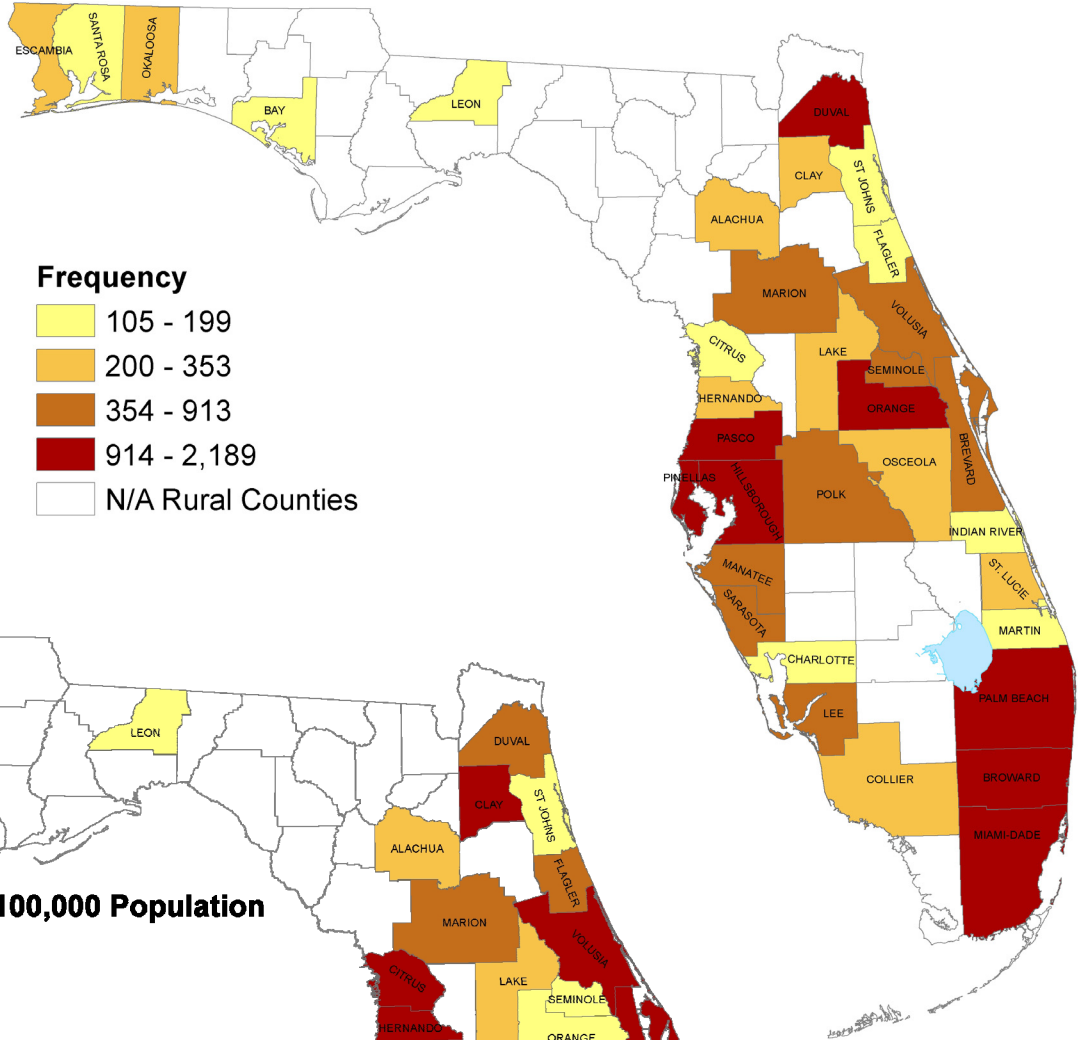 ESCAMBIA
SANTA ROSA
OKALOOSA
BAY
LEON
DUVAL
CLAY
ST JOHNS
ALACHUA
FLAGLER
MARION
VOLUSIA
CITRUS
LAKE
SEMINOLE
HERNANDO
ORANGE
PASCO
BREVARD
OSCEOLA
PINELLAS
HILLSBOROUGH
POLK
INDIAN RIVER
MANATEE
ST. LUCIE
SARASOTA
MARTIN
CHARLOTTE
PALM BEACH
LEE
COLLIER
BROWARD
MIAMI-DADE
Frequency
105 - 199
200 - 353
354 - 913
914 - 2,189
N/A Rural Counties
LEON
DUVAL
CLAY
ST JOHNS
ALACHUA
FLAGLER
100,000 Population
MARION
VOLUSIA
CITRUS
LAKE
SEMINOLE
HERNANDO
ORANGE